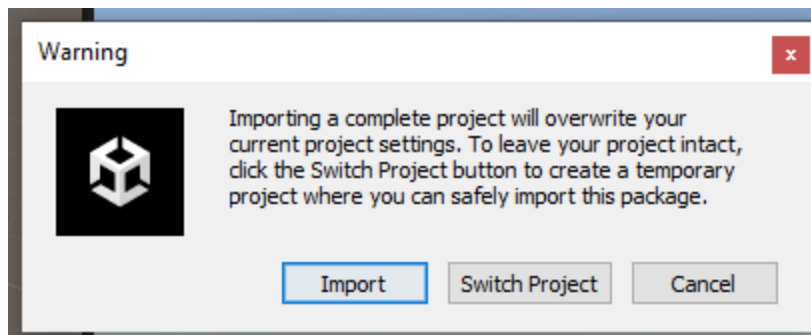 Warning
x
Importing a complete project will overwrite your
current project settings. To leave your project intact,
click the Switch Project button to create a temporary
project where you can safely import this package.
Import Switch Project Cancel